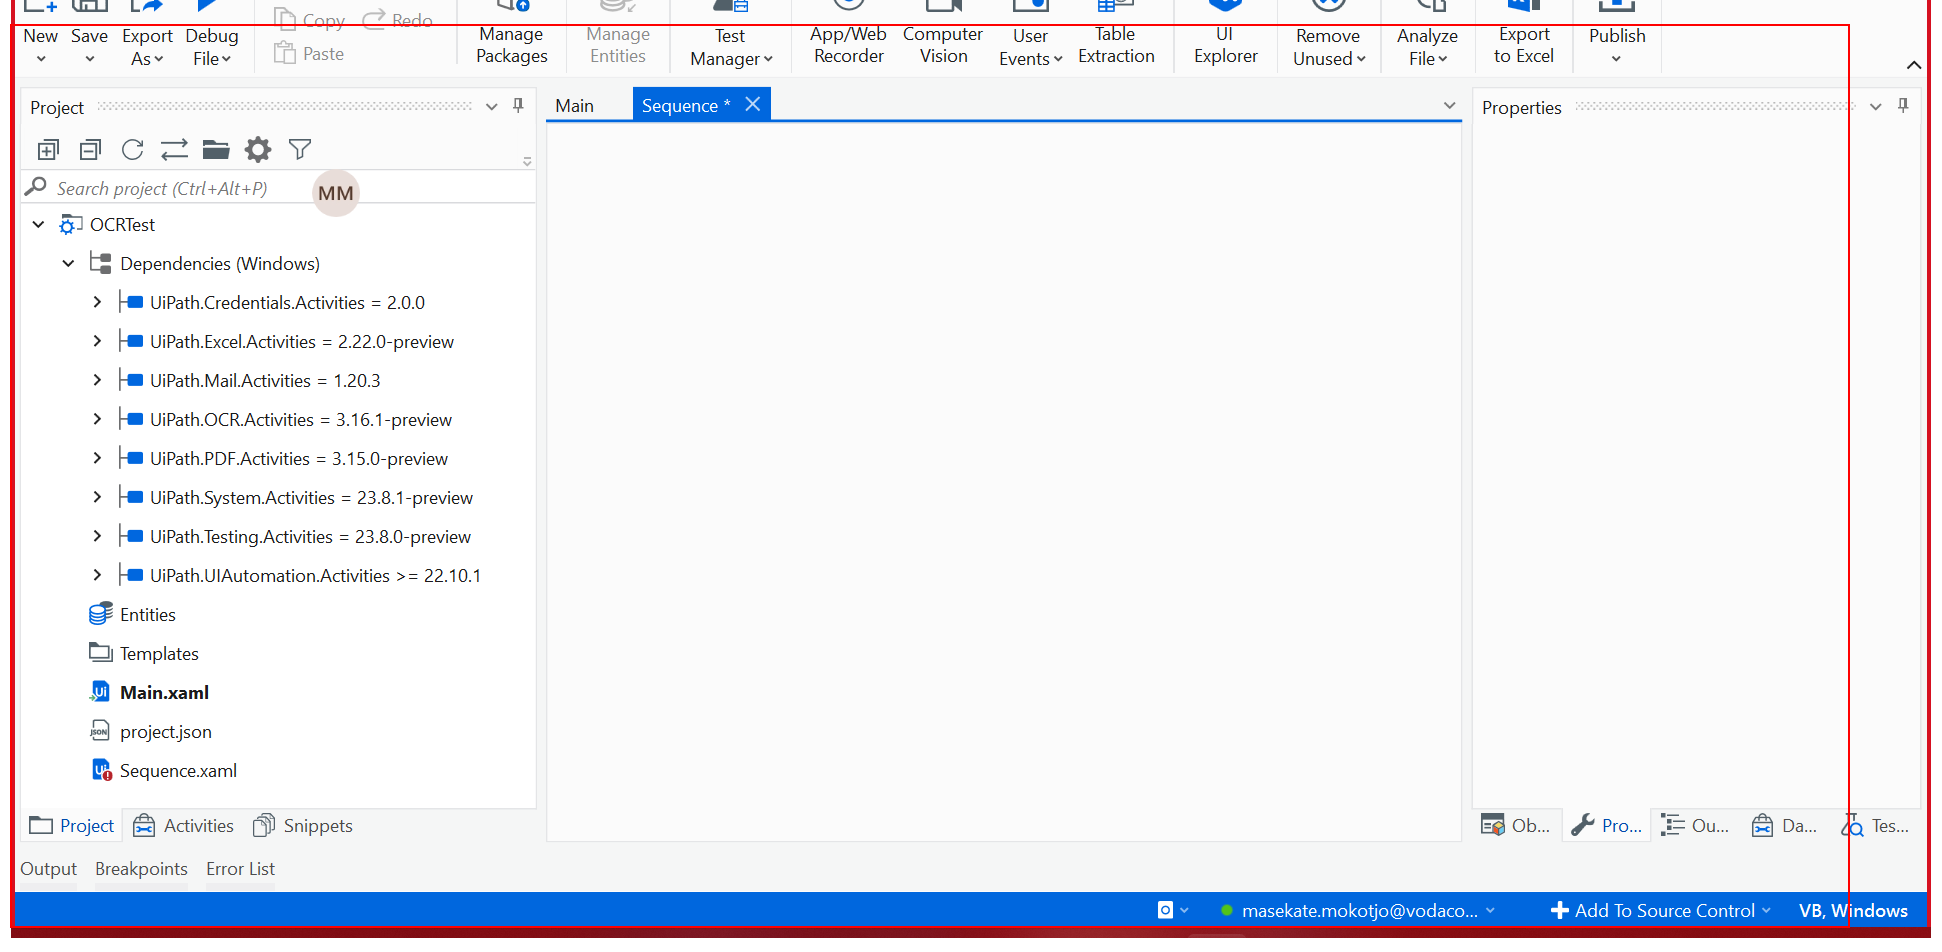 New Save Export As Debug File Copy Redo Paste Manage Packages Manage Entities Test Manager App/Web Recorder Computer Vision User Events Table Extraction UI Explorer Remove Unused Analyze File Export to Excel Publish
Project
Main Sequence *
Properties
Search project (Ctrl+Alt+P)
MM
OCRTest
Dependencies (Windows)
UiPath.Credentials.Activities = 2.0.0
UiPath.Excel.Activities = 2.22.0-preview
UiPath.Mail.Activities = 1.20.3
UiPath.OCR.Activities = 3.16.1-preview
UiPath.PDF.Activities = 3.15.0-preview
UiPath.System.Activities = 23.8.1-preview
UiPath.Testing.Activities = 23.8.0-preview
UiPath.UIAutomation.Activities >= 22.10.1
Entities
Templates
Main.xaml
project.json
Sequence.xaml
Project Activities Snippets
Ob... Pro... Ou... Da... Tes...
Output Breakpoints Error List
masekate.mokotjo@vodaco... Add To Source Control VB, Windows